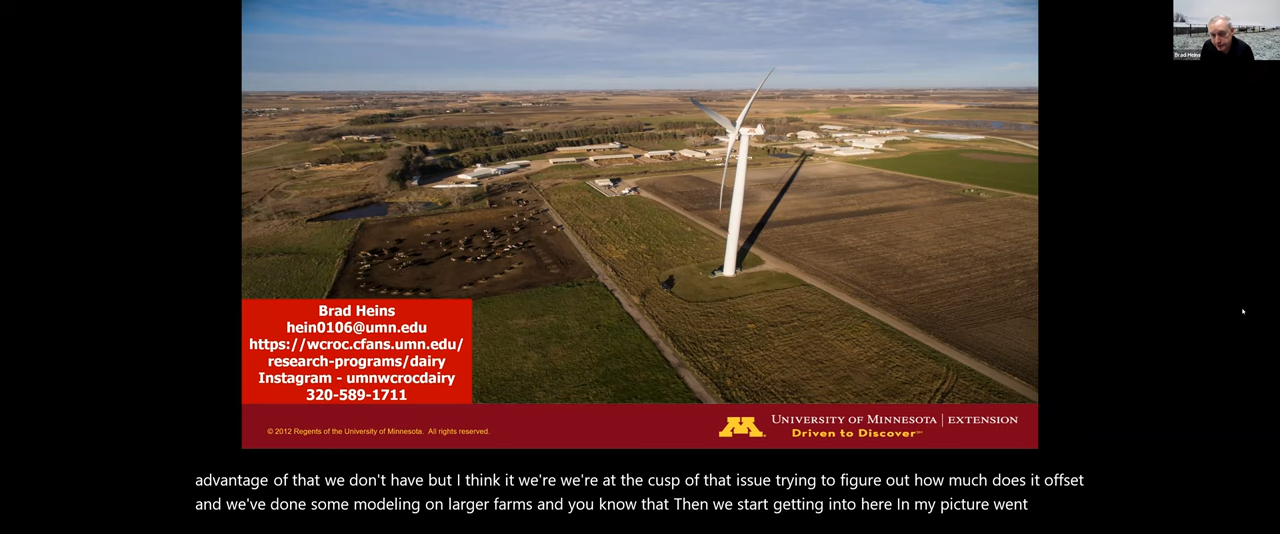 Brad Heins
Brad Heins
hein0106@umn.edu
https://wcroc.cfans.umn.edu/
research-programs/dairy
Instagram - umnwcrocdairy
320-589-1711
© 2012 Regents of the University of Minnesota. All rights reserved.
UNIVERSITY OF MINNESOTA | EXTENSION
Driven to Discover℠
advantage of that we don't have but I think it we're we're at the cusp of that issue trying to figure out how much does it offset
and we've done some modeling on larger farms and you know that Then we start getting into here In my picture went